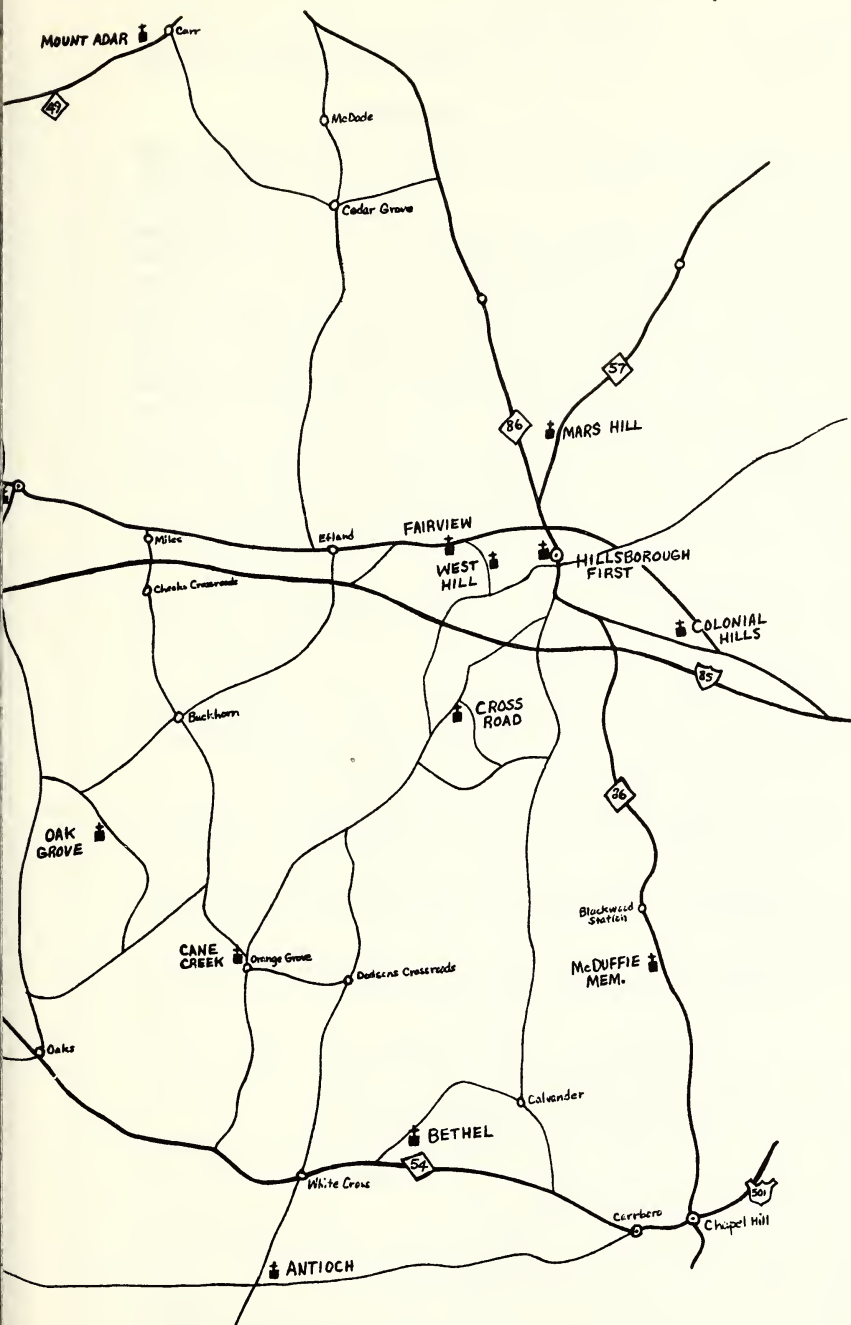 MOUNT ADAR
Carr
49
McDade
Cedar Grove
57
86
MARS HILL
Miles
Efland
FAIRVIEW
WEST
HILL
HILLSBOROUGH
FIRST
Cheeks Crossroads
COLONIAL
HILLS
85
Buckhorn
CROSS
ROAD
86
OAK
GROVE
Blackwood
Station
CANE
CREEK
Orange Grove
Dodsons Crossroads
McDUFFIE
MEM.
Oaks
Calvander
BETHEL
54
White Cross
501
Carrboro
Chapel Hill
ANTIOCH